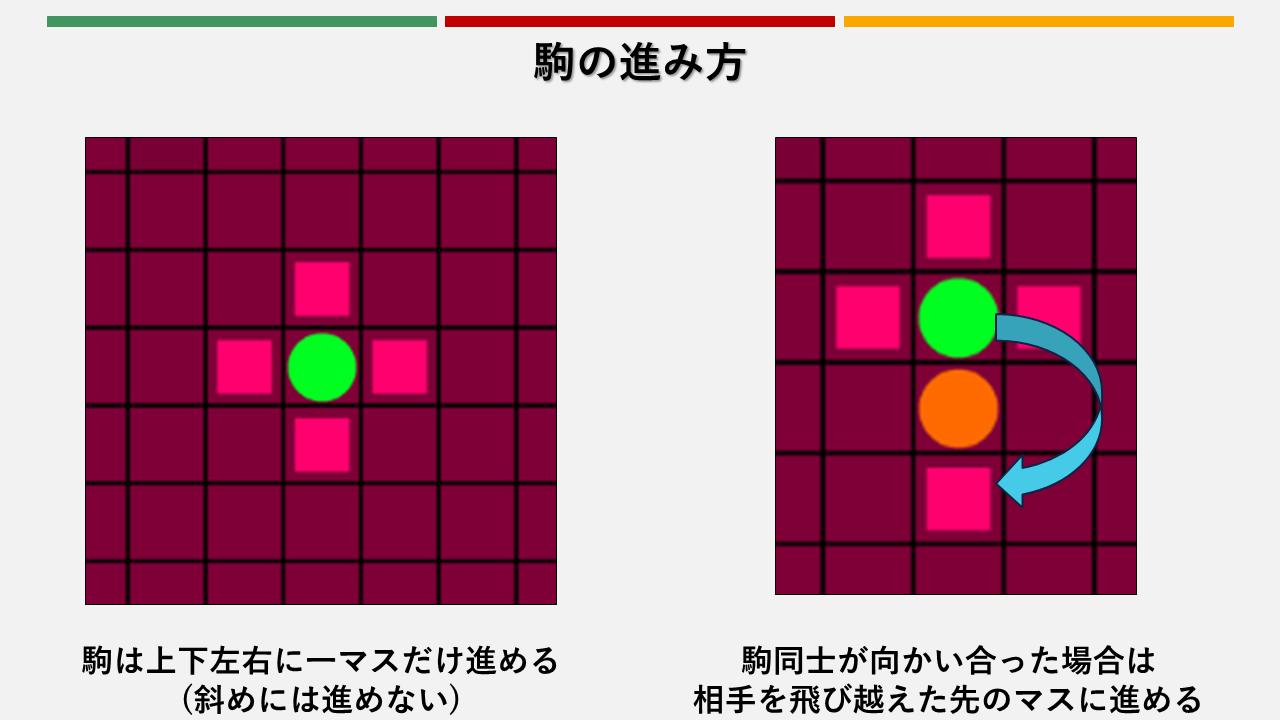 駒の進み方
駒は上下左右に一マスだけ進める
(斜めには進めない)
駒同士が向かい合った場合は
相手を飛び越えた先のマスに進める